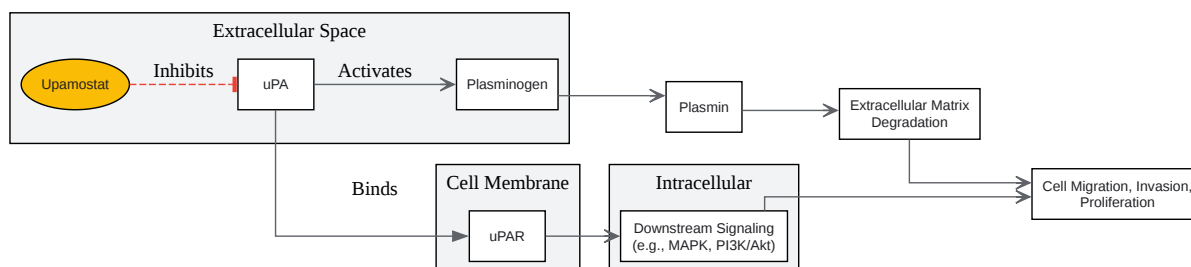 Extracellular Space
Upamostat
Inhibits
uPA
Activates
Plasminogen
Plasmin
Extracellular Matrix
Degradation
Binds
Cell Membrane
uPAR
Intracellular
Downstream Signaling
(e.g., MAPK, PI3K/Akt)
Cell Migration, Invasion,
Proliferation